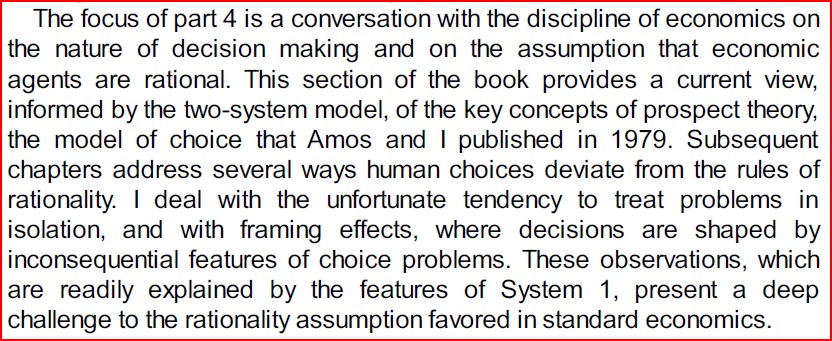 The focus of part 4 is a conversation with the discipline of economics on
the nature of decision making and on the assumption that economic
agents are rational. This section of the book provides a current view,
informed by the two-system model, of the key concepts of prospect theory,
the model of choice that Amos and I published in 1979. Subsequent
chapters address several ways human choices deviate from the rules of
rationality. I deal with the unfortunate tendency to treat problems in
isolation, and with framing effects, where decisions are shaped by
inconsequential features of choice problems. These observations, which
are readily explained by the features of System 1, present a deep
challenge to the rationality assumption favored in standard economics.